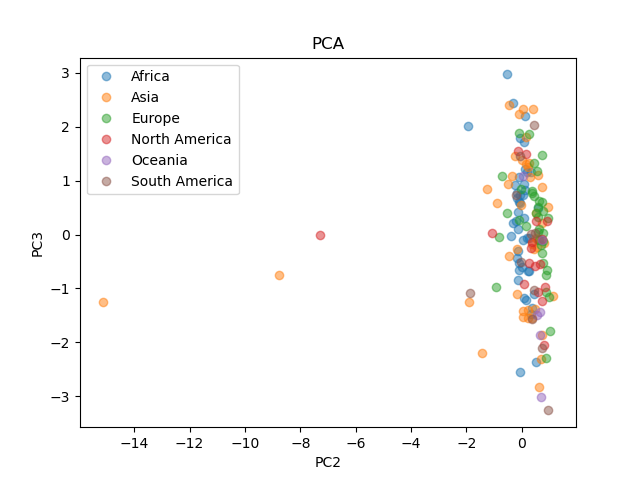 PCA
Africa
Asia
Europe
North America
Oceania
South America
PC3
3
2
1
0
−1
−2
−3
−14
−12
−10
−8
−6
−4
−2
0
PC2